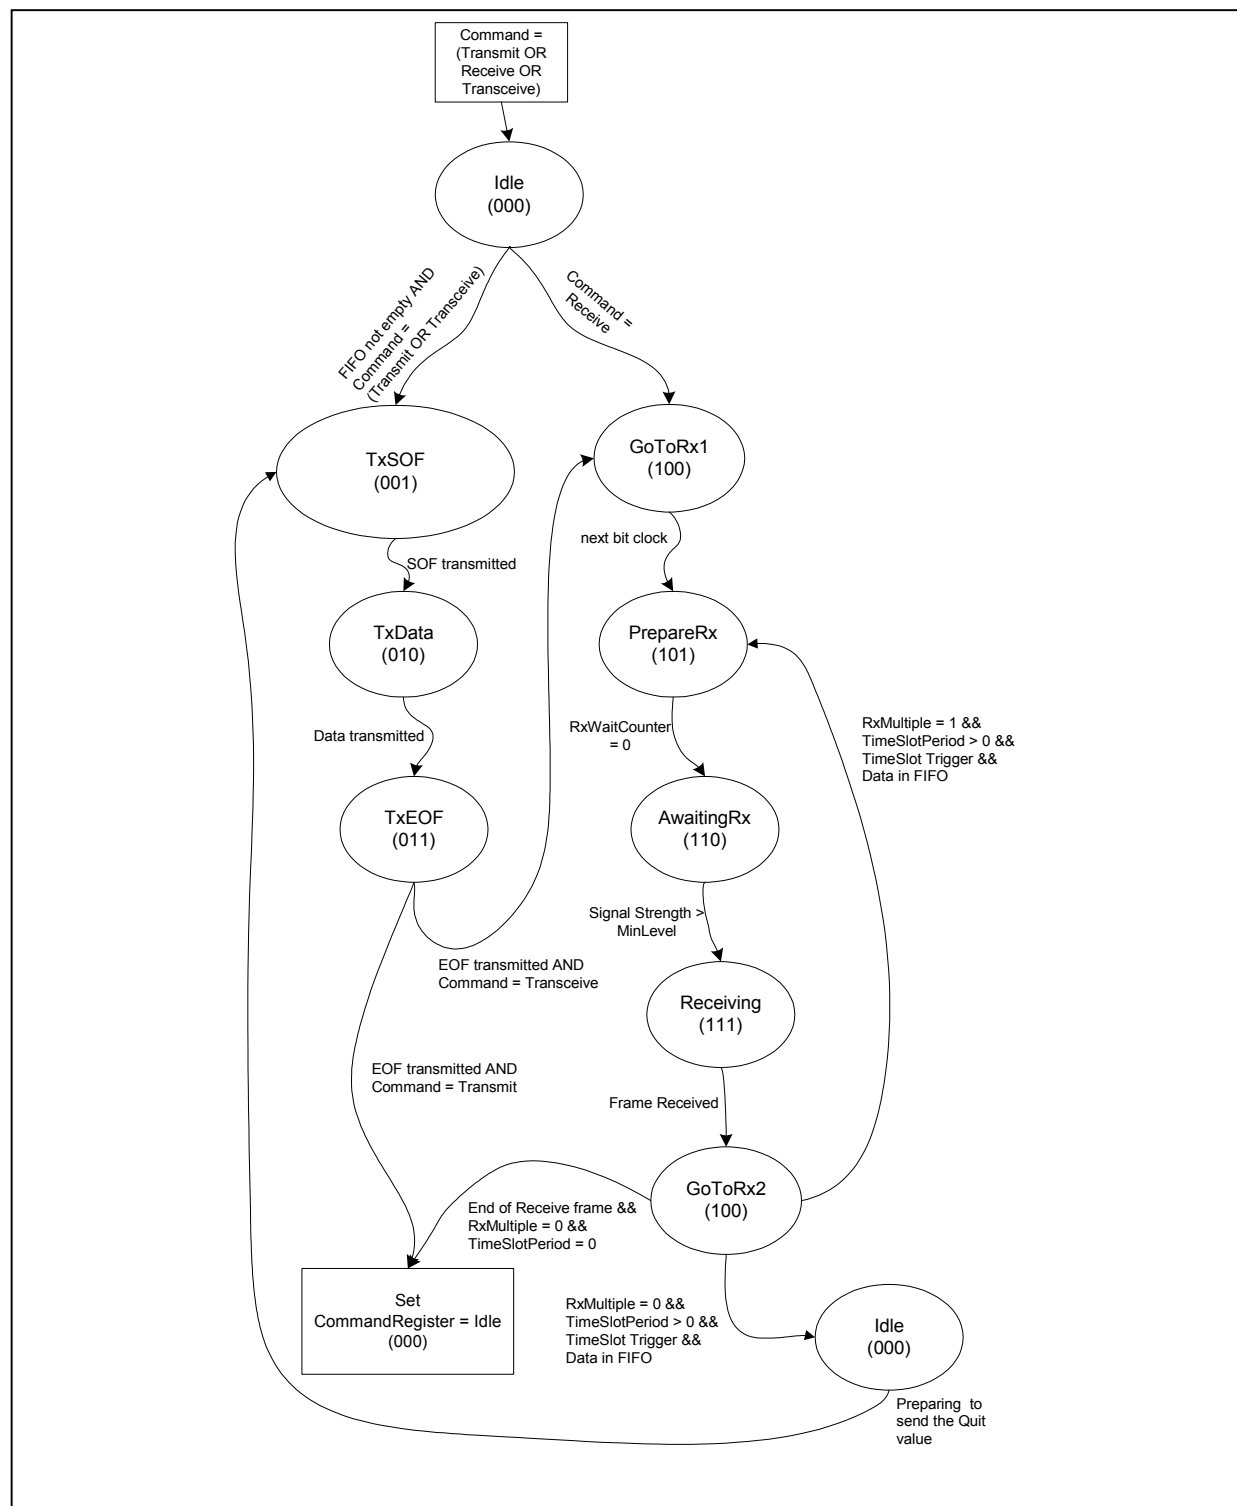 Command =
(Transmit OR
Receive OR
Transceive)
Idle
(000)
FIFO not empty AND
Command =
(Transmit OR Transceive)
Command =
Receive
TxSOF
(001)
GoToRx1
(100)
SOF transmitted
next bit clock
TxData
(010)
PrepareRx
(101)
Data transmitted
RxWaitCounter
= 0
RxMultiple = 1 &&
TimeSlotPeriod > 0 &&
TimeSlot Trigger &&
Data in FIFO
TxEOF
(011)
AwaitingRx
(110)
Signal Strength >
MinLevel
EOF transmitted AND
Command = Transceive
Receiving
(111)
EOF transmitted AND
Command = Transmit
Frame Received
GoToRx2
(100)
End of Receive frame &&
RxMultiple = 0 &&
TimeSlotPeriod = 0
Set
CommandRegister = Idle
(000)
RxMultiple = 0 &&
TimeSlotPeriod > 0 &&
TimeSlot Trigger &&
Data in FIFO
Idle
(000)
Preparing to
send the Quit
value